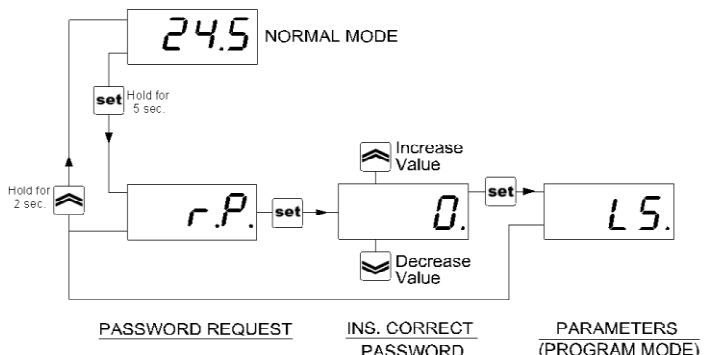 24.5 NORMAL MODE
set Hold for
5 sec.
Hold for
2 sec.
Increase
Value
r.P. set 0. set LS.
Decrease
Value
PASSWORD REQUEST INS. CORRECT PARAMETERS
PASSWORD (PROGRAM MODE)